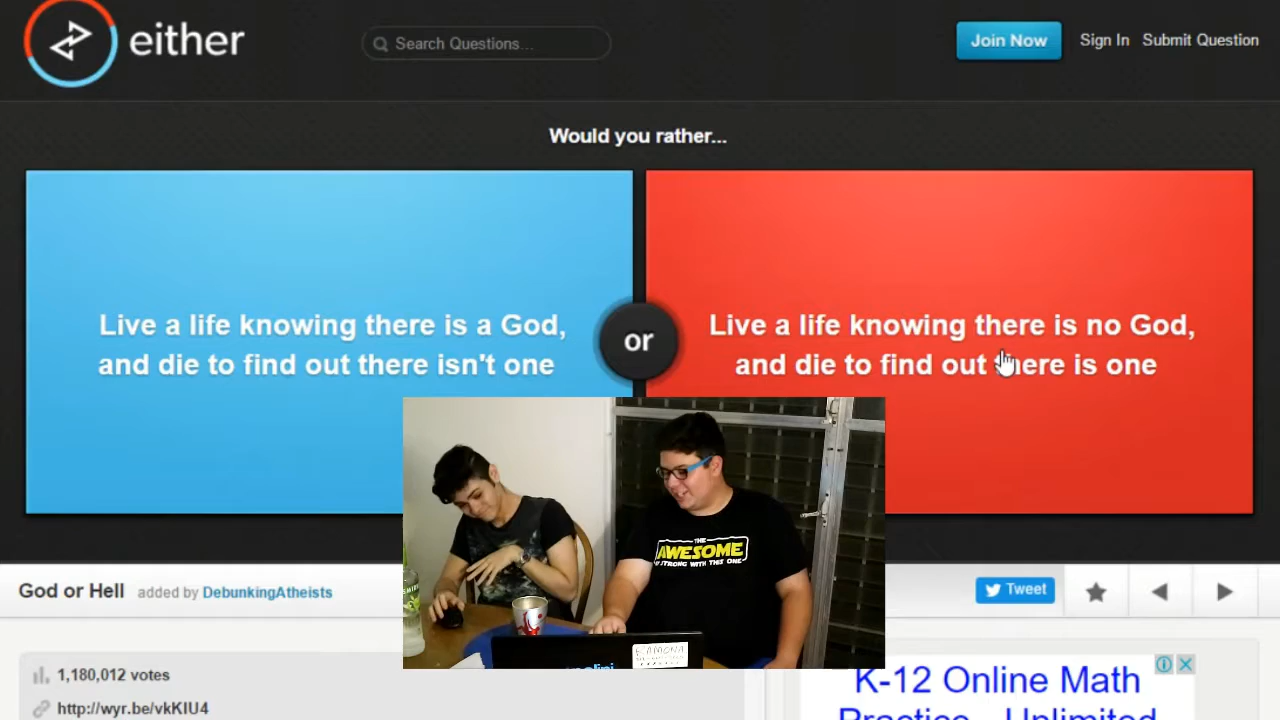 either
Search Questions...
Join Now
Sign In
Submit Question
Would you rather...
Live a life knowing there is a God,
and die to find out there isn't one
or
Live a life knowing there is no God,
and die to find out there is one
THE
AWESOME
STRONG WITH THIS ONE
God or Hell added by DebunkingAtheists
Tweet
1,180,012 votes
http://wyr.be/vkKIU4
K-12 Online Math
Practice - Unlimited